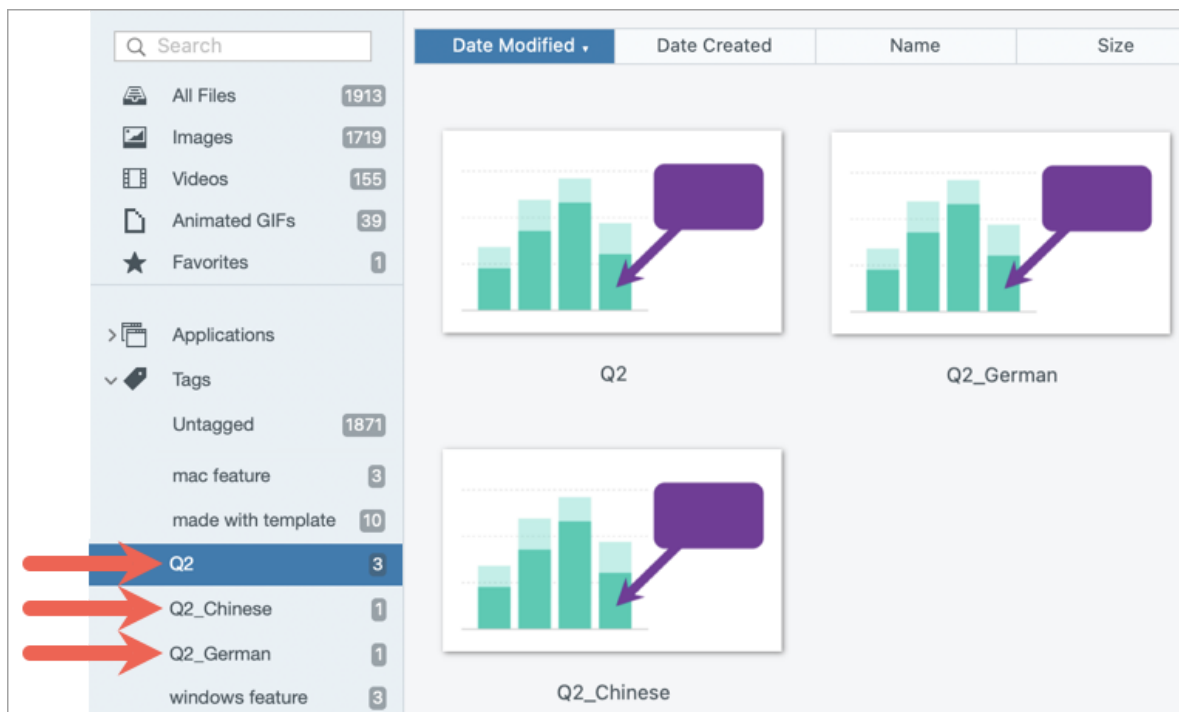 Search
All Files 1913
Images 1719
Videos 155
Animated GIFs 39
Favorites 1
Applications
Tags
Untagged 1871
mac feature 3
made with template 10
Q2 3
Q2_Chinese 1
Q2_German 1
windows feature 3
Date Modified Date Created Name Size
Q2 Q2_German
Q2_Chinese